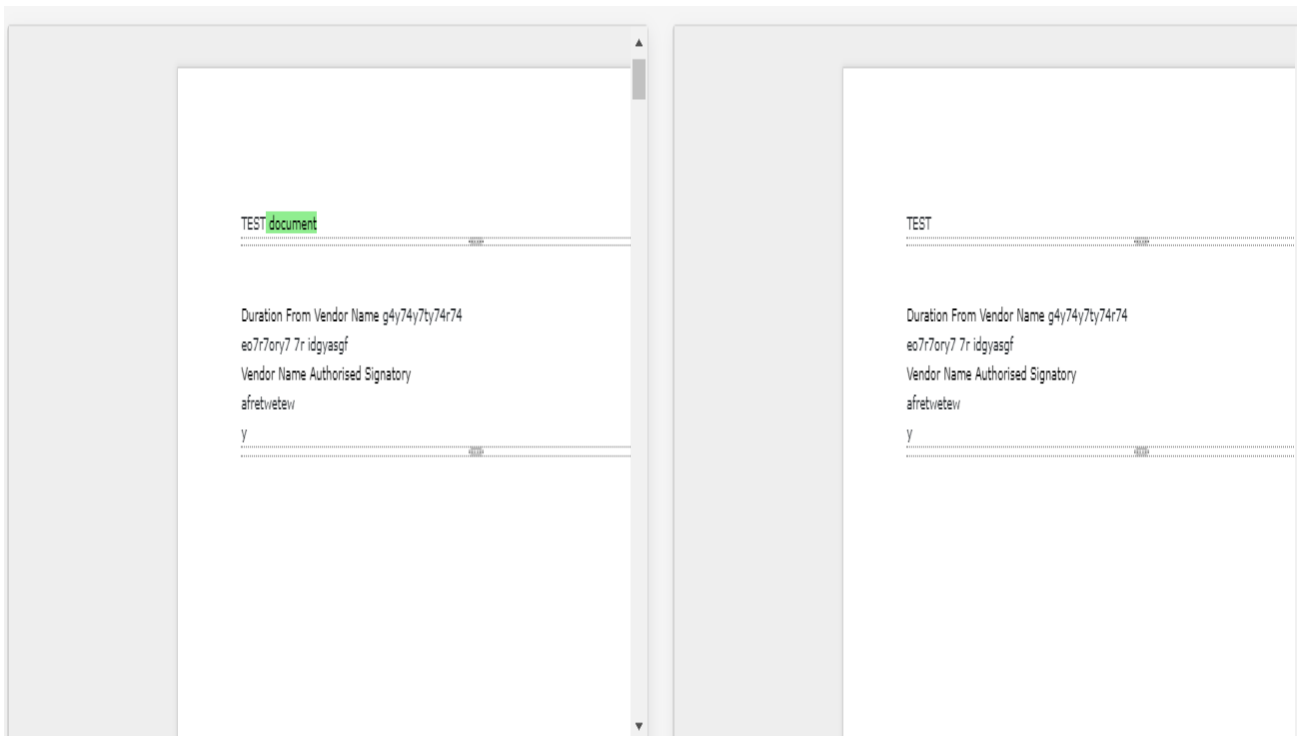 TEST document
Duration From Vendor Name g4y74y7ty74r74
eo7r7ory7 7r idgyasgf
Vendor Name Authorised Signatory
afretwetew
y
TEST
Duration From Vendor Name g4y74y7ty74r74
eo7r7ory7 7r idgyasgf
Vendor Name Authorised Signatory
afretwetew
y